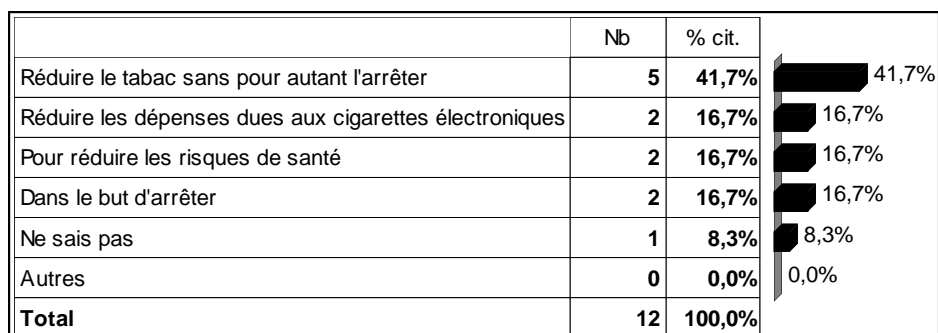 Nb % cit.
Réduire le tabac sans pour autant l'arrêter 5 41,7% 41,7%
Réduire les dépenses dues aux cigarettes électroniques 2 16,7% 16,7%
Pour réduire les risques de santé 2 16,7% 16,7%
Dans le but d'arrêter 2 16,7% 16,7%
Ne sais pas 1 8,3% 8,3%
Autres 0 0,0% 0,0%
Total 12 100,0%